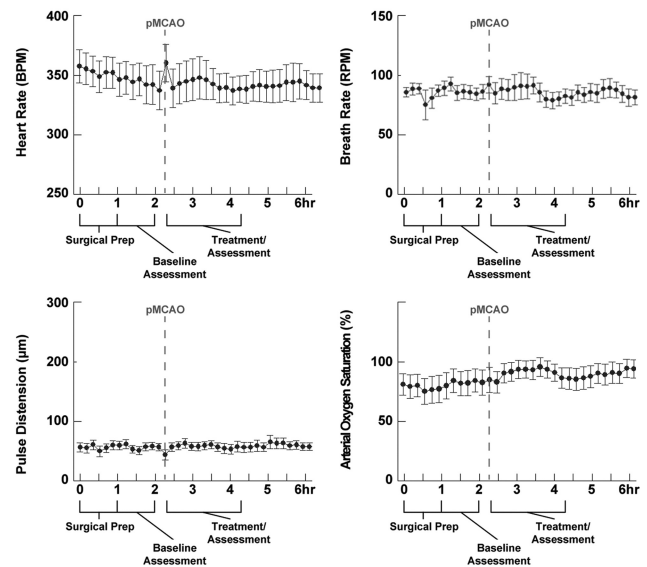 pMCAO
400
350
300
250
Heart Rate (BPM)
0 1 2 3 4 5 6hr
Surgical Prep
Baseline
Assessment
Treatment/
Assessment
pMCAO
150
100
50
0
Breath Rate (RPM)
0 1 2 3 4 5 6hr
Surgical Prep
Baseline
Assessment
Treatment/
Assessment
pMCAO
300
200
100
0
Pulse Distension (μm)
0 1 2 3 4 5 6hr
Surgical Prep
Baseline
Assessment
Treatment/
Assessment
pMCAO
100
50
0
Arterial Oxygen Saturation (%)
0 1 2 3 4 5 6hr
Surgical Prep
Baseline
Assessment
Treatment/
Assessment